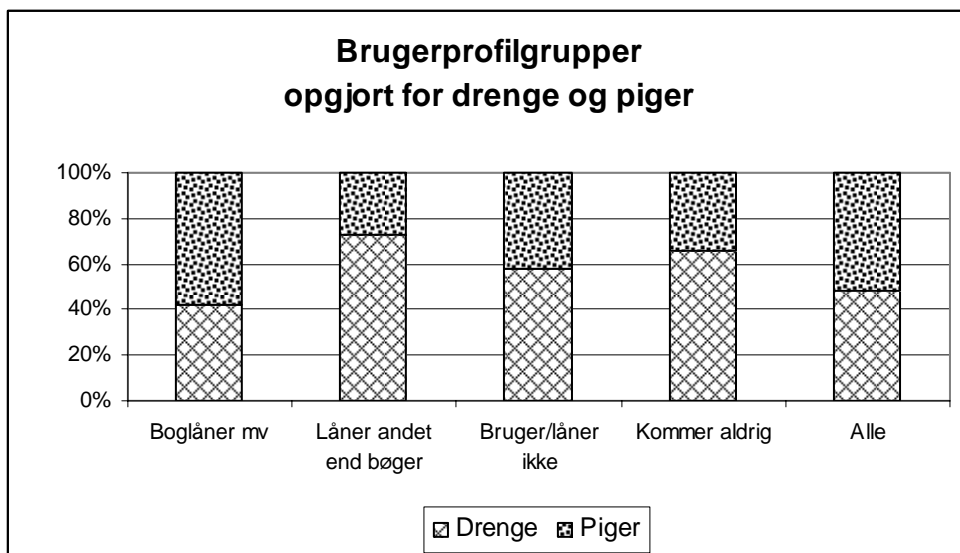 Brugerprofilgrupper
opgjort for drenge og piger
100%
80%
60%
40%
20%
0%
Boglåner mv
Låner andet
end bøger
Bruger/låner
ikke
Kommer aldrig
Alle
Drenge
Piger